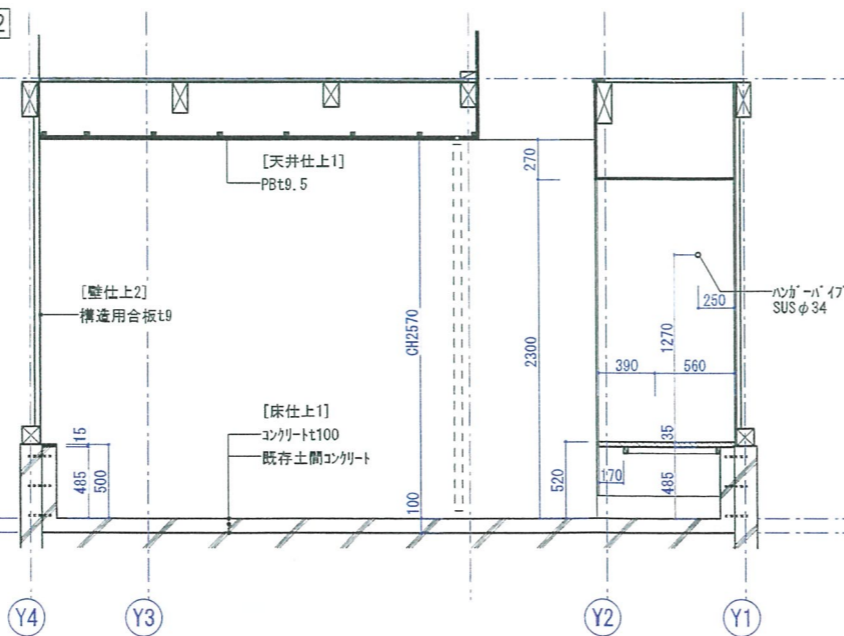 2
[天井仕上1]
PBt9.5
270
[壁仕上2]
構造用合板t9
CH2570
2300
1270
250
ﾊﾝｶﾞｰﾊﾟｲﾌﾟ
SUSφ34
390
560
[床仕上1]
コンクリートt100
既存土間コンクリート
15
485
500
100
520
170
35
485
Y4
Y3
Y2
Y1